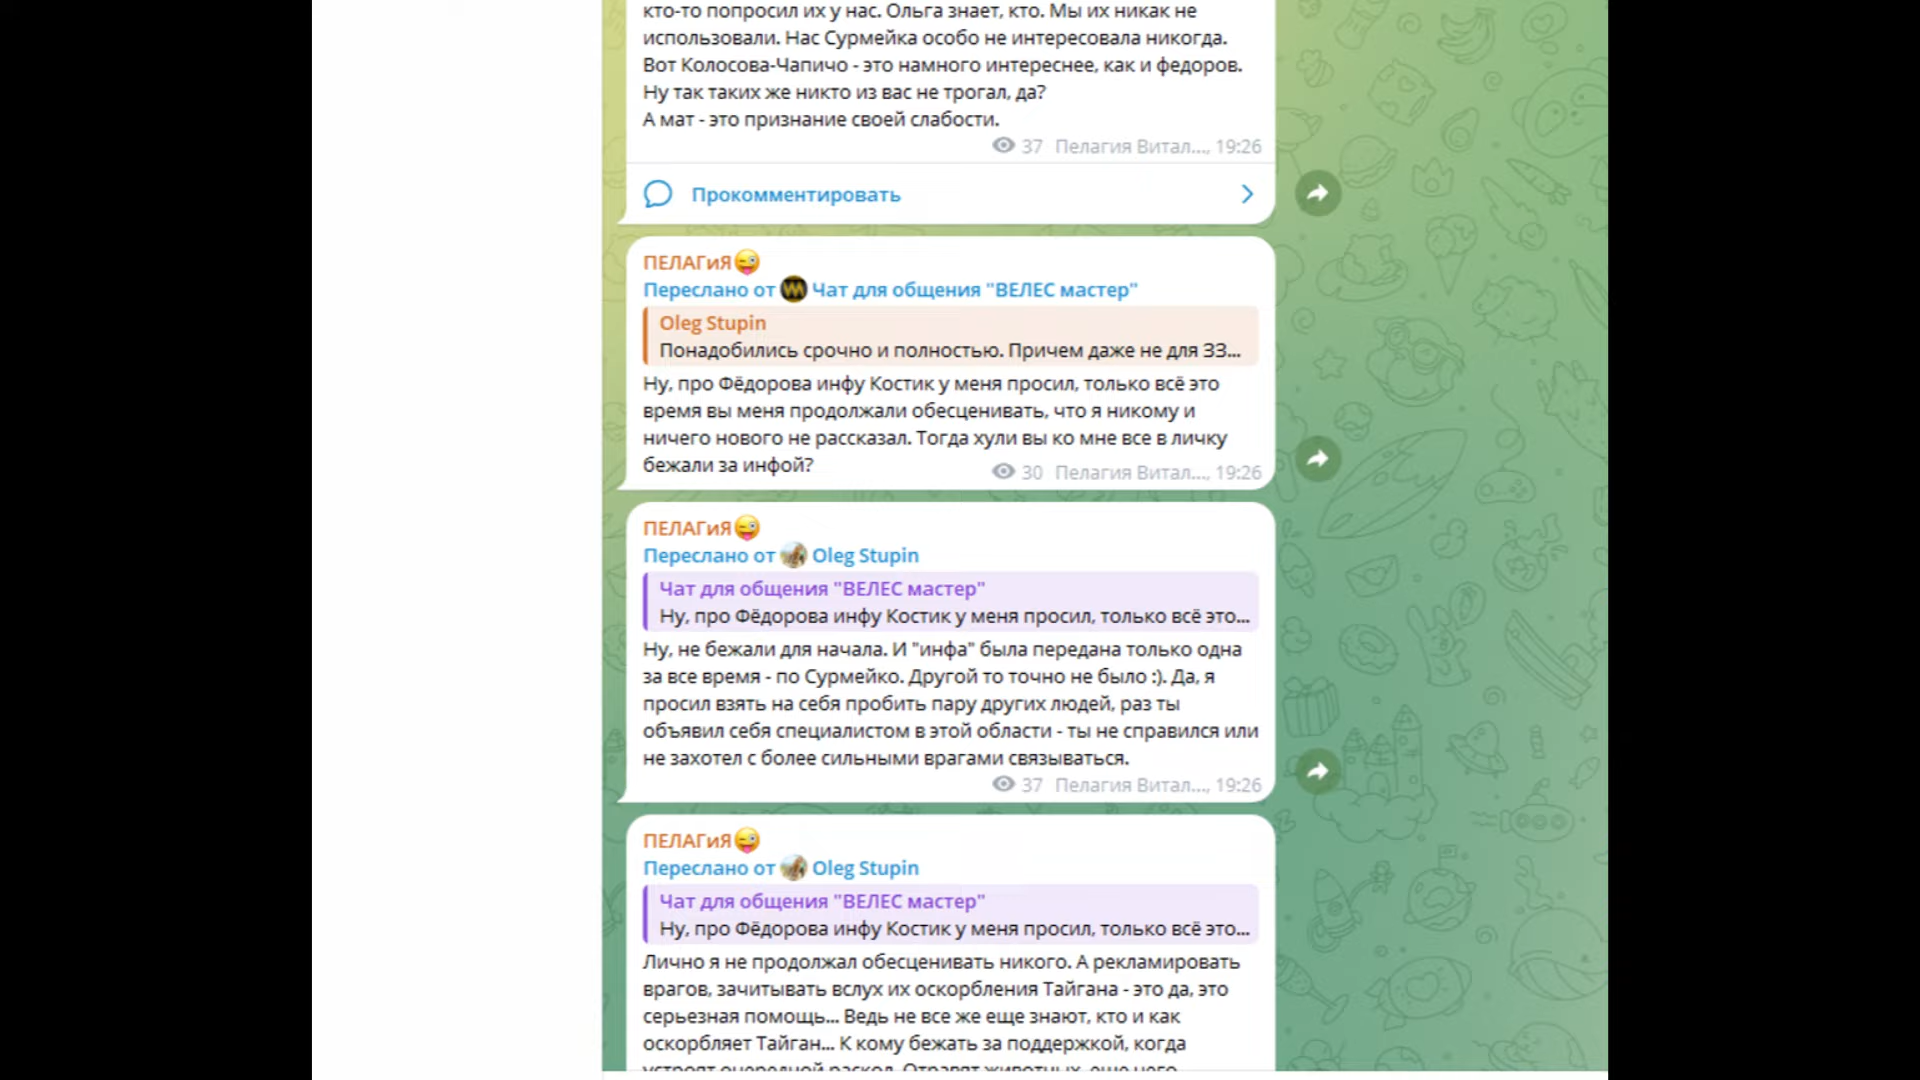 кто-то попросил их у нас. Ольга знает, кто. Мы их никак не
использовали. Нас Сурмейка особо не интересовала никогда.
Вот Колосова-Чапичо - это намного интереснее, как и федоров.
Ну так таких же никто из вас не трогал, да?
А мат - это признание своей слабости.
37 Пелагия Витал..., 19:26
Прокомментировать
ПЕЛАГиЯ😜
Переслано от Чат для общения "ВЕЛЕС мастер"
Oleg Stupin
Понадобились срочно и полностью. Причем даже не для ЗЗ...
Ну, про Фёдорова инфу Костик у меня просил, только всё это
время вы меня продолжали обесценивать, что я никому и
ничего нового не рассказал. Тогда хули вы ко мне все в личку
бежали за инфой?
30 Пелагия Витал..., 19:26
ПЕЛАГиЯ😜
Переслано от Oleg Stupin
Чат для общения "ВЕЛЕС мастер"
Ну, про Фёдорова инфу Костик у меня просил, только всё это...
Ну, не бежали для начала. И "инфа" была передана только одна
за все время - по Сурмейко. Другой то точно не было :). Да, я
просил взять на себя пробить пару других людей, раз ты
объявил себя специалистом в этой области - ты не справился или
не захотел с более сильными врагами связываться.
37 Пелагия Витал..., 19:26
ПЕЛАГиЯ😜
Переслано от Oleg Stupin
Чат для общения "ВЕЛЕС мастер"
Ну, про Фёдорова инфу Костик у меня просил, только всё это...
Лично я не продолжал обесценивать никого. А рекламировать
врагов, зачитывать вслух их оскорбления Тайгана - это да, это
серьезная помощь... Ведь не все же еще знают, кто и как
оскорбляет Тайган... К кому бежать за поддержкой, когда
устроят очередной раскол. Отравят животных, еще чего